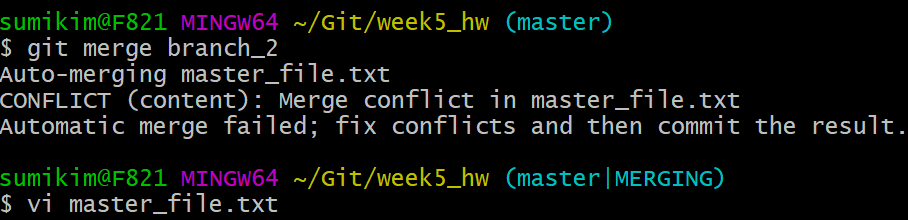 sumikim@F821 MINGW64 ~/Git/week5_hw (master)
$ git merge branch_2
Auto-merging master_file.txt
CONFLICT (content): Merge conflict in master_file.txt
Automatic merge failed; fix conflicts and then commit the result.
sumikim@F821 MINGW64 ~/Git/week5_hw (master|MERGING)
$ vi master_file.txt